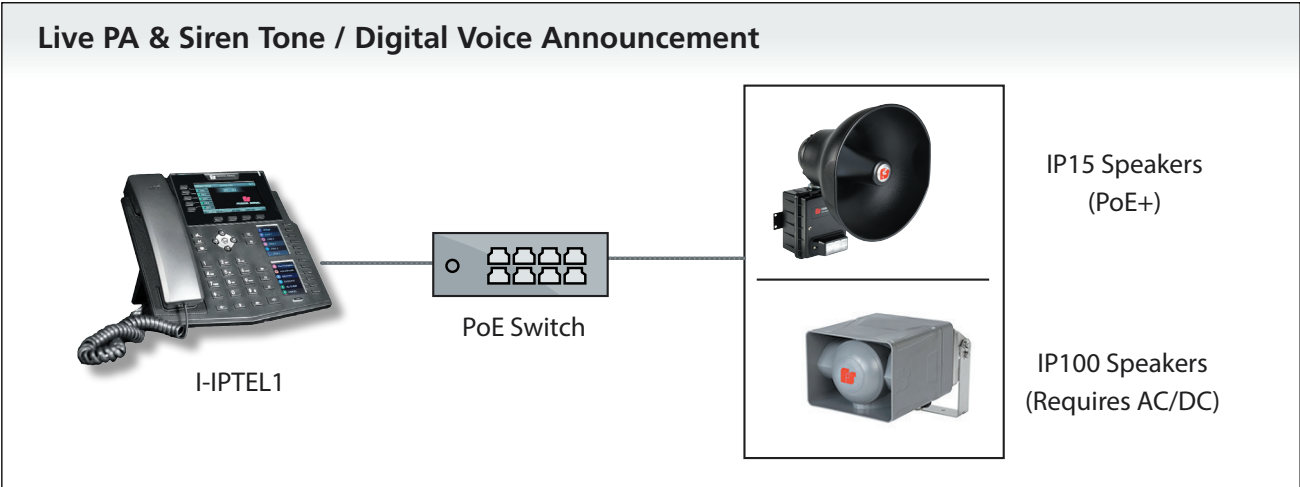 Live PA & Siren Tone / Digital Voice Announcement
IP15 Speakers
(PoE+)
PoE Switch
I-IPTEL1
IP100 Speakers
(Requires AC/DC)